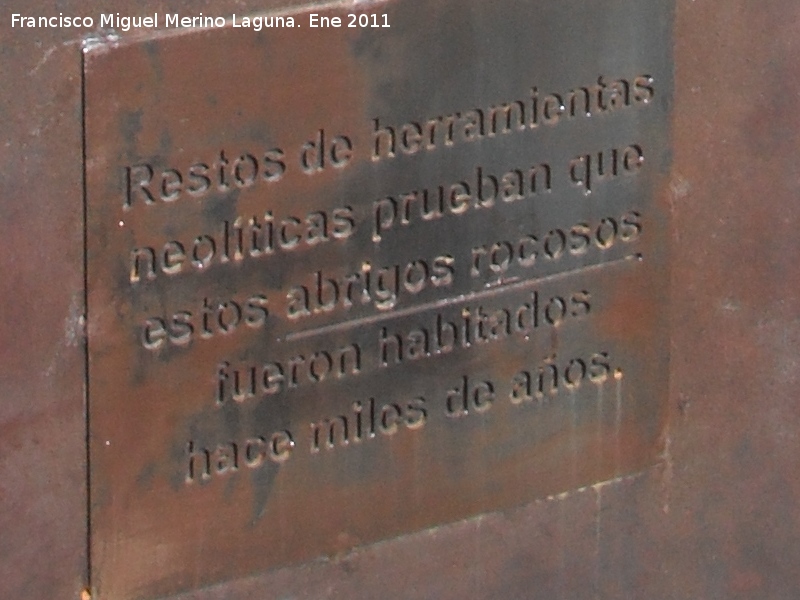 Francisco Miguel Merino Laguna. Ene 2011
Restos de herramientas
neolíticas prueban que
estos abrigos rocosos
fueron habitados
hace miles de años.